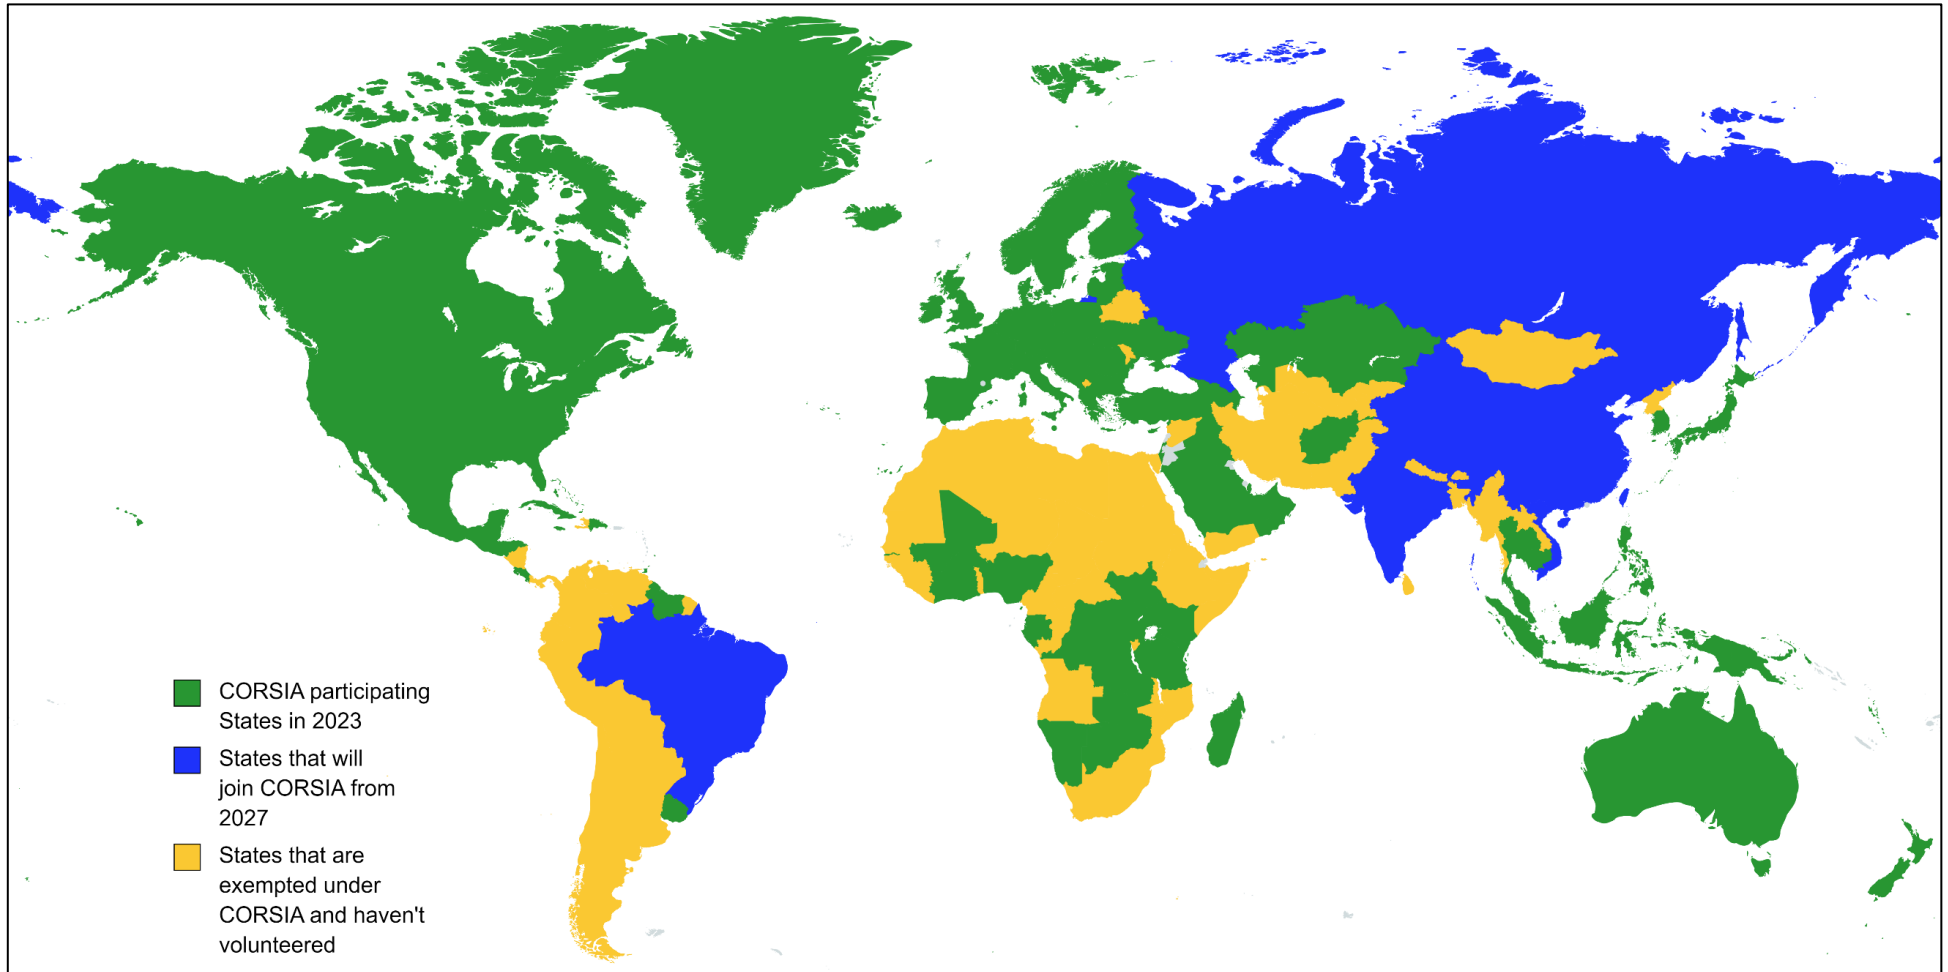 CORSIA participating
States in 2023
States that will
join CORSIA from
2027
States that are
exempted under
CORSIA and haven't
volunteered